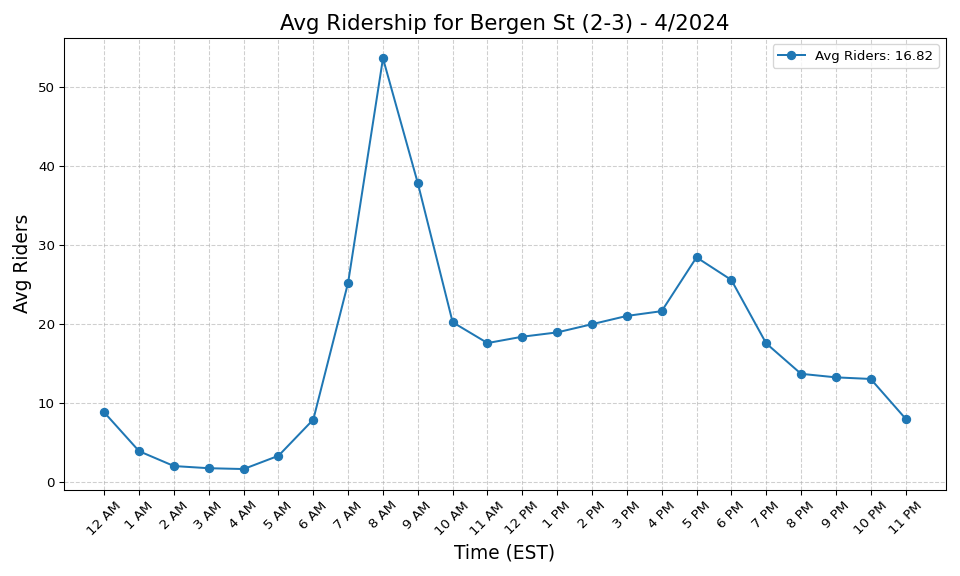 Avg Ridership for Bergen St (2-3) - 4/2024
Avg Riders: 16.82
Avg Riders
50
40
30
20
10
0
12 AM
1 AM
2 AM
3 AM
4 AM
5 AM
6 AM
7 AM
8 AM
9 AM
10 AM
11 AM
12 PM
1 PM
2 PM
3 PM
4 PM
5 PM
6 PM
7 PM
8 PM
9 PM
10 PM
11 PM
Time (EST)